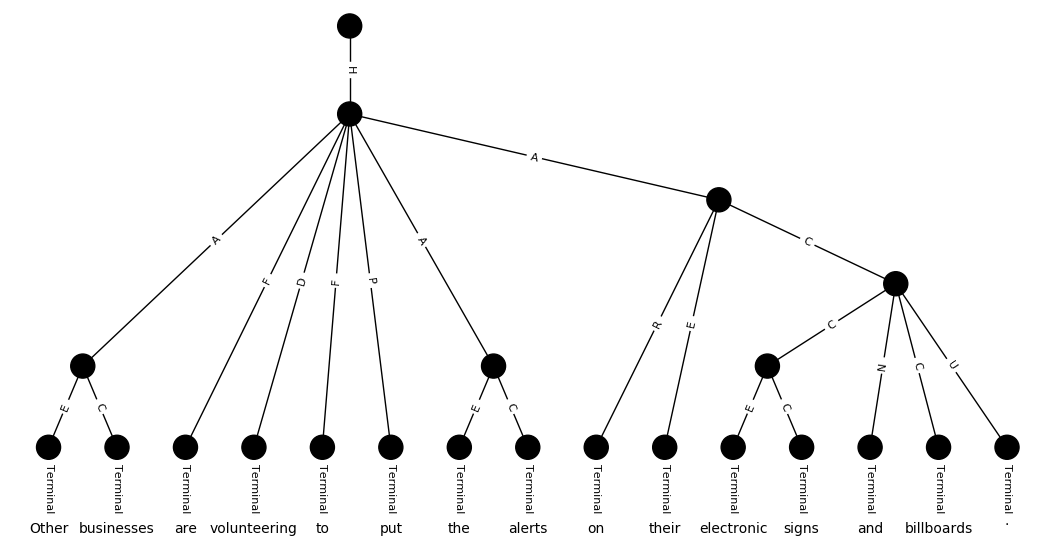 H
A
A F D F P A
R E C
E C E C C N C U
E C
Terminal Terminal Terminal Terminal Terminal Terminal Terminal Terminal Terminal Terminal Terminal Terminal Terminal Terminal Terminal
Other businesses are volunteering to put the alerts on their electronic signs and billboards .